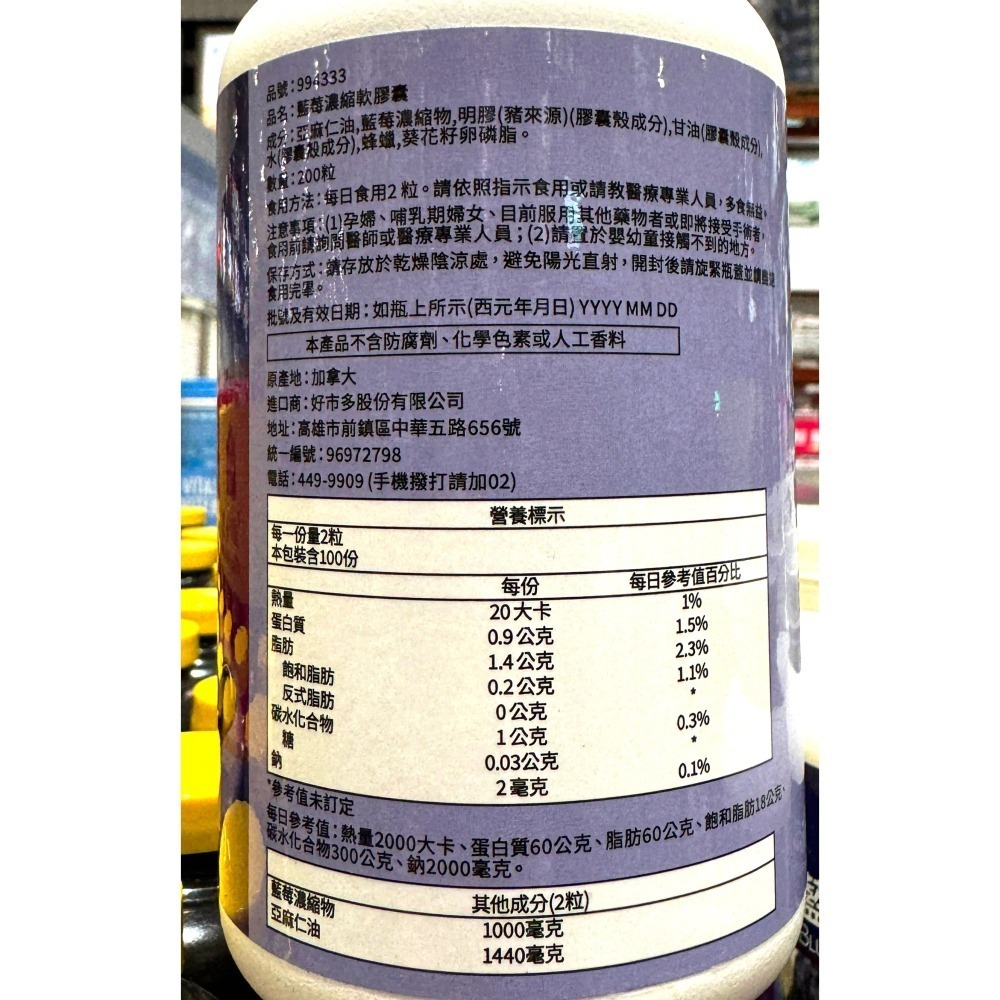 品號：994333
品名：藍莓濃縮軟膠囊
成分：亞麻仁油,藍莓濃縮物,明膠(豬來源)(膠囊殼成分),甘油(膠囊殼成分),
水(膠囊殼成分),蜂蠟,葵花籽卵磷脂。
數量：200粒
食用方法：每日食用2粒。請依照指示食用或請教醫療專業人員，多食無益。
注意事項：(1)孕婦、哺乳期婦女、目前服用其他藥物者或即將接受手術者，
食用前請詢問醫師或醫療專業人員；(2)請置於嬰幼童接觸不到的地方。
保存方式：請存放於乾燥陰涼處，避免陽光直射，開封後請旋緊瓶蓋並請盡速
食用完畢。
批號及有效日期：如瓶上所示(西元年月日) YYYY MM DD
本產品不含防腐劑、化學色素或人工香料
原產地：加拿大
進口商：好市多股份有限公司
地址：高雄市前鎮區中華五路656號
統一編號：96972798
電話：449-9909 (手機撥打請加02)
營養標示
每一份量2粒
本包裝含100份
每份 每日參考值百分比
熱量 20大卡 1%
蛋白質 0.9公克 1.5%
脂肪 1.4公克 2.3%
飽和脂肪 0.2公克 1.1%
反式脂肪 0公克 *
碳水化合物 1公克 0.3%
糖 0.03公克 *
鈉 2毫克 0.1%
*參考值未訂定
每日參考值：熱量2000大卡、蛋白質60公克、脂肪60公克、飽和脂肪18公克、
碳水化合物300公克、鈉2000毫克。
其他成分(2粒)
藍莓濃縮物 1000毫克
亞麻仁油 1440毫克